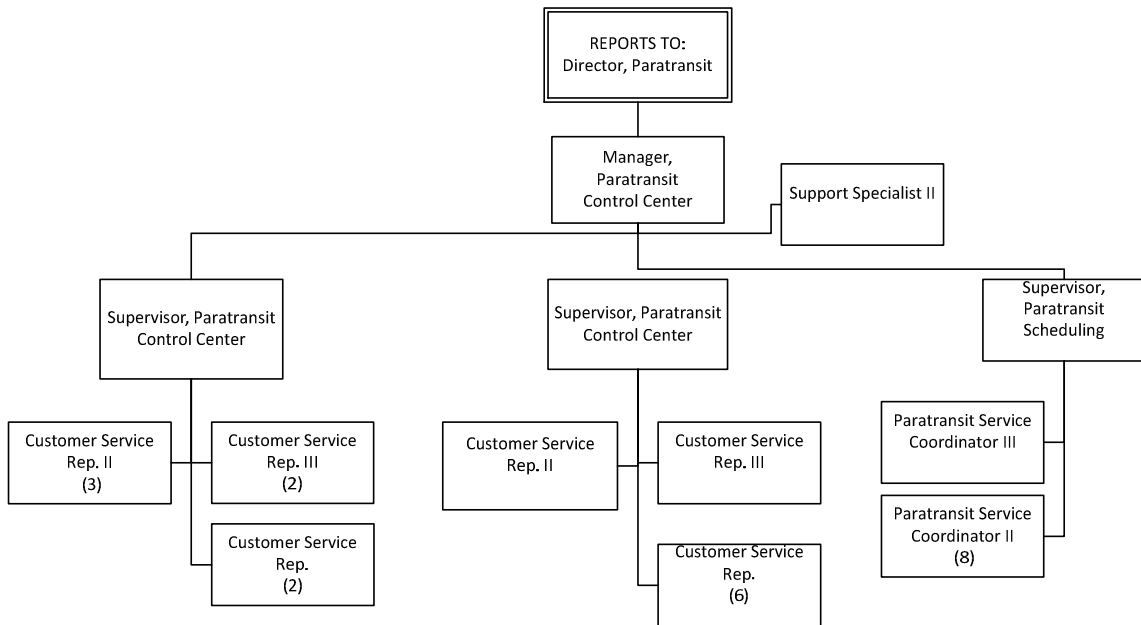 REPORTS TO:
Director, Paratransit
Manager,
Paratransit
Control Center
Support Specialist II
Supervisor, Paratransit
Control Center
Supervisor, Paratransit
Control Center
Supervisor,
Paratransit
Scheduling
Customer Service
Rep. II
(3)
Customer Service
Rep. III
(2)
Customer Service
Rep.
(2)
Customer Service
Rep. II
Customer Service
Rep. III
Customer Service
Rep.
(6)
Paratransit Service
Coordinator III
Paratransit Service
Coordinator II
(8)